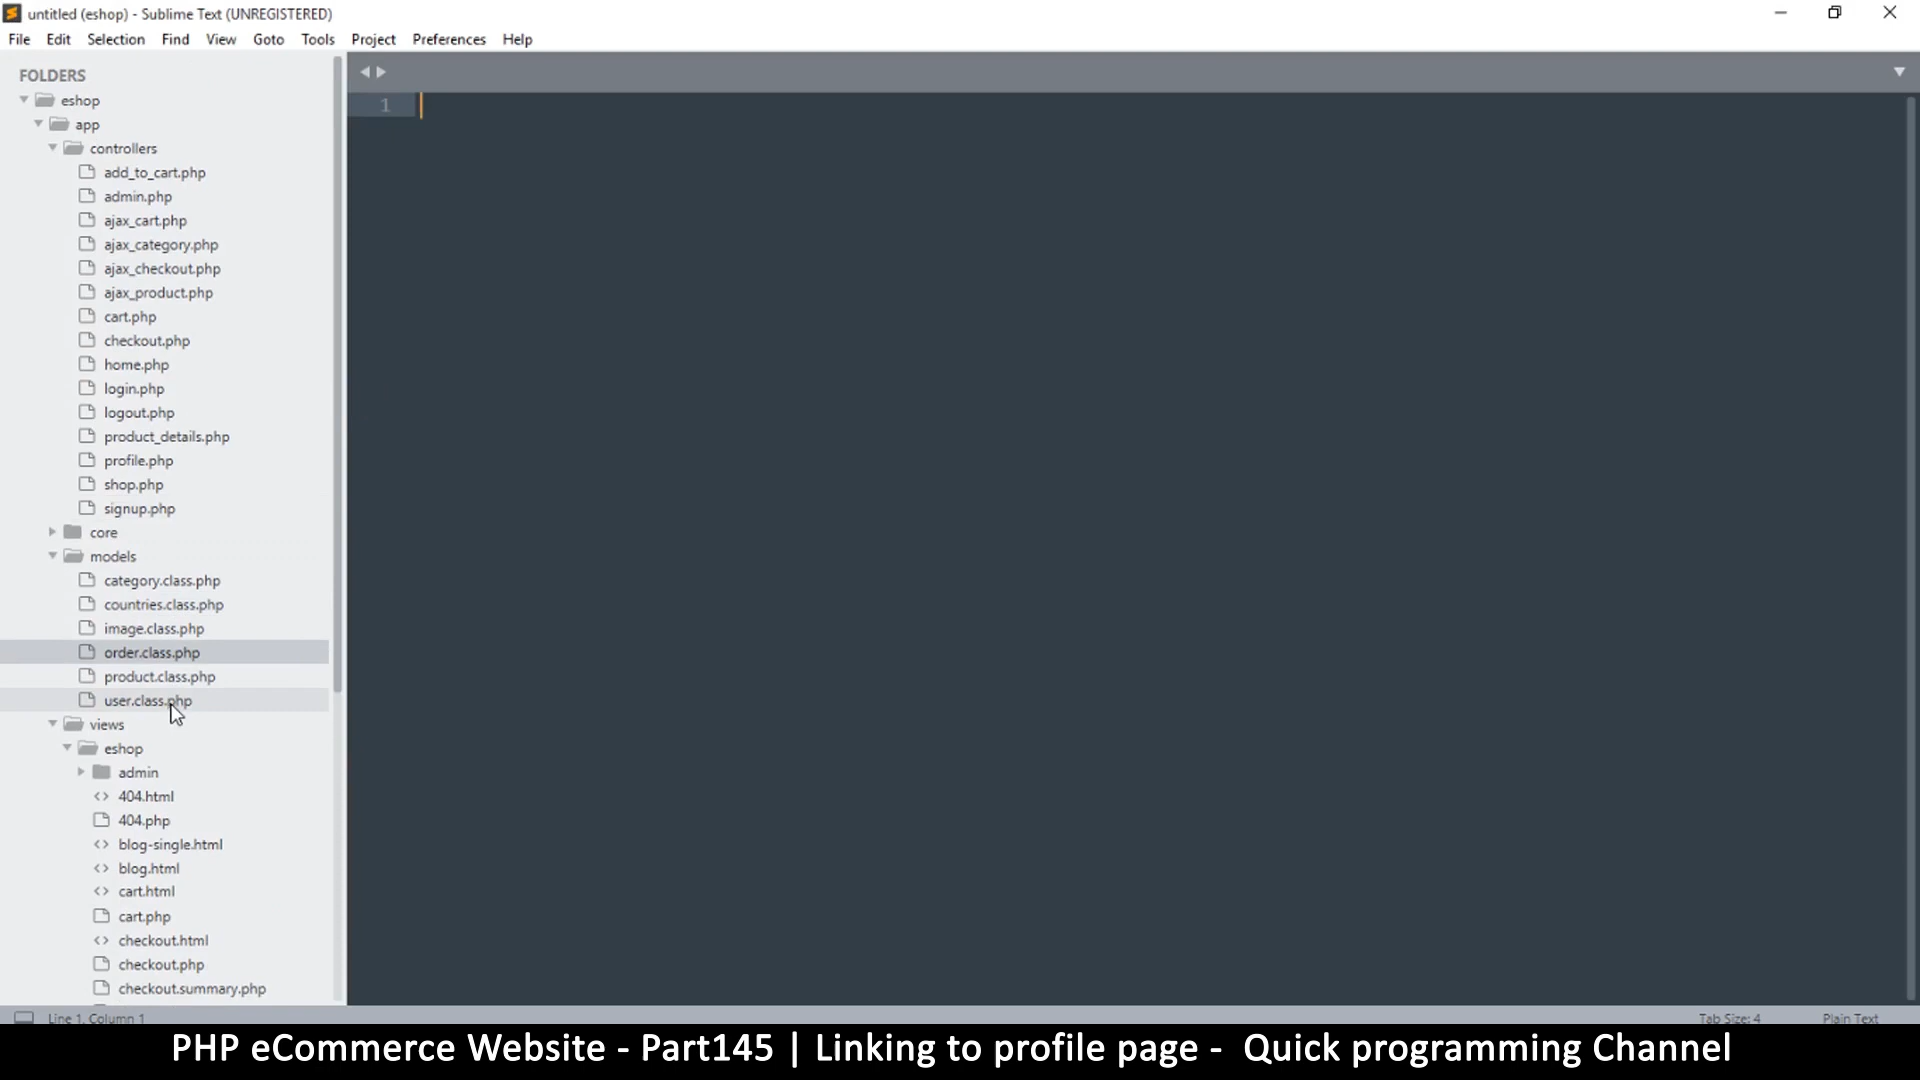 untitled (eshop) - Sublime Text (UNREGISTERED)
File Edit Selection Find View Goto Tools Project Preferences Help
FOLDERS
eshop
app
controllers
add_to_cart.php
admin.php
ajax_cart.php
ajax_category.php
ajax_checkout.php
ajax_product.php
cart.php
checkout.php
home.php
login.php
logout.php
product_details.php
profile.php
shop.php
signup.php
core
models
category.class.php
countries.class.php
image.class.php
order.class.php
product.class.php
user.class.php
views
eshop
admin
404.html
404.php
blog-single.html
blog.html
cart.html
cart.php
checkout.html
checkout.php
checkout.summary.php
1
Line 1, Column 1 Tab Size: 4 Plain Text
PHP eCommerce Website - Part145 | Linking to profile page - Quick programming Channel